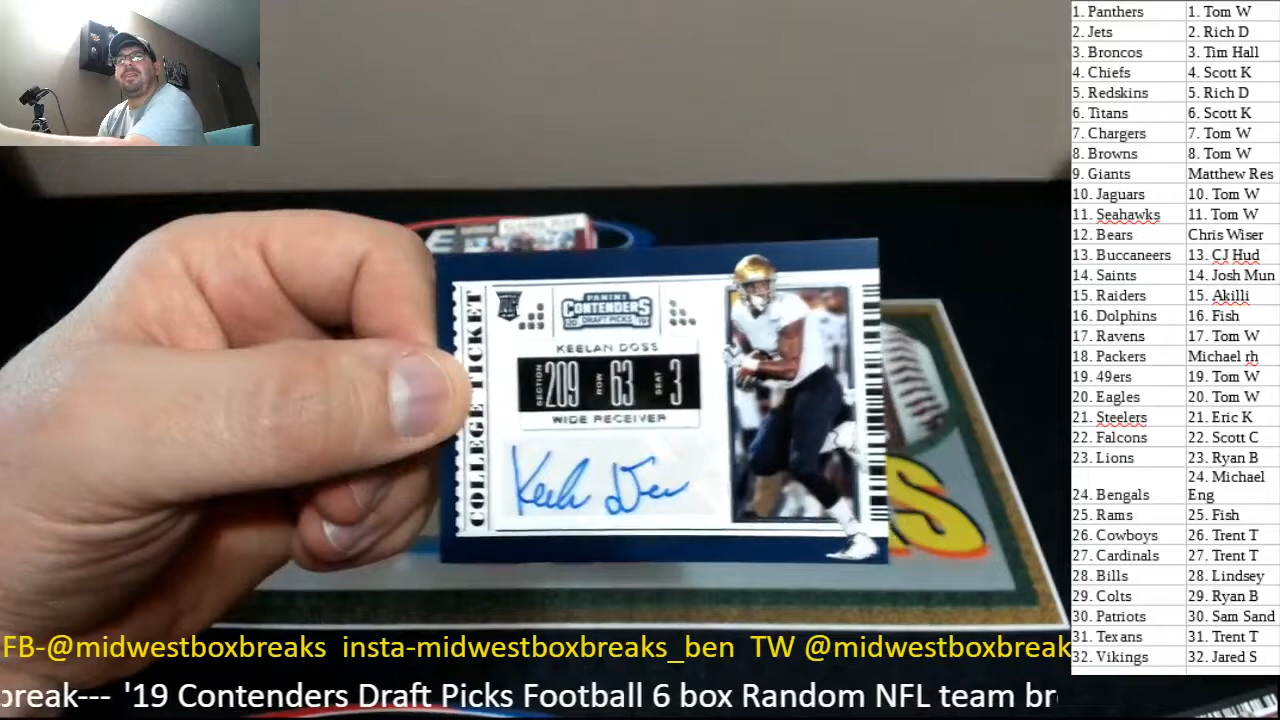 1. Panthers 1. Tom W
2. Jets 2. Rich D
3. Broncos 3. Tim Hall
4. Chiefs 4. Scott K
5. Redskins 5. Rich D
6. Titans 6. Scott K
7. Chargers 7. Tom W
8. Browns 8. Tom W
9. Giants Matthew Res
10. Jaguars 10. Tom W
11. Seahawks 11. Tom W
12. Bears Chris Wiser
13. Buccaneers 13. CJ Hud
14. Saints 14. Josh Mun
15. Raiders 15. Akilli
16. Dolphins 16. Fish
17. Ravens 17. Tom W
18. Packers Michael rh
19. 49ers 19. Tom W
20. Eagles 20. Tom W
21. Steelers 21. Eric K
22. Falcons 22. Scott C
23. Lions 23. Ryan B
24. Bengals 24. Michael Eng
25. Rams 25. Fish
26. Cowboys 26. Trent T
27. Cardinals 27. Trent T
28. Bills 28. Lindsey
29. Colts 29. Ryan B
30. Patriots 30. Sam Sand
31. Texans 31. Trent T
32. Vikings 32. Jared S
COLLEGE TICKET
PANINI
CONTENDERS
DRAFT PICKS
KEELAN DOSS
SECTION 209 ROW 63 SEAT 3
WIDE RECEIVER
FB-@midwestboxbreaks insta-midwestboxbreaks_ben TW @midwestboxbreak
break--- '19 Contenders Draft Picks Football 6 box Random NFL team br